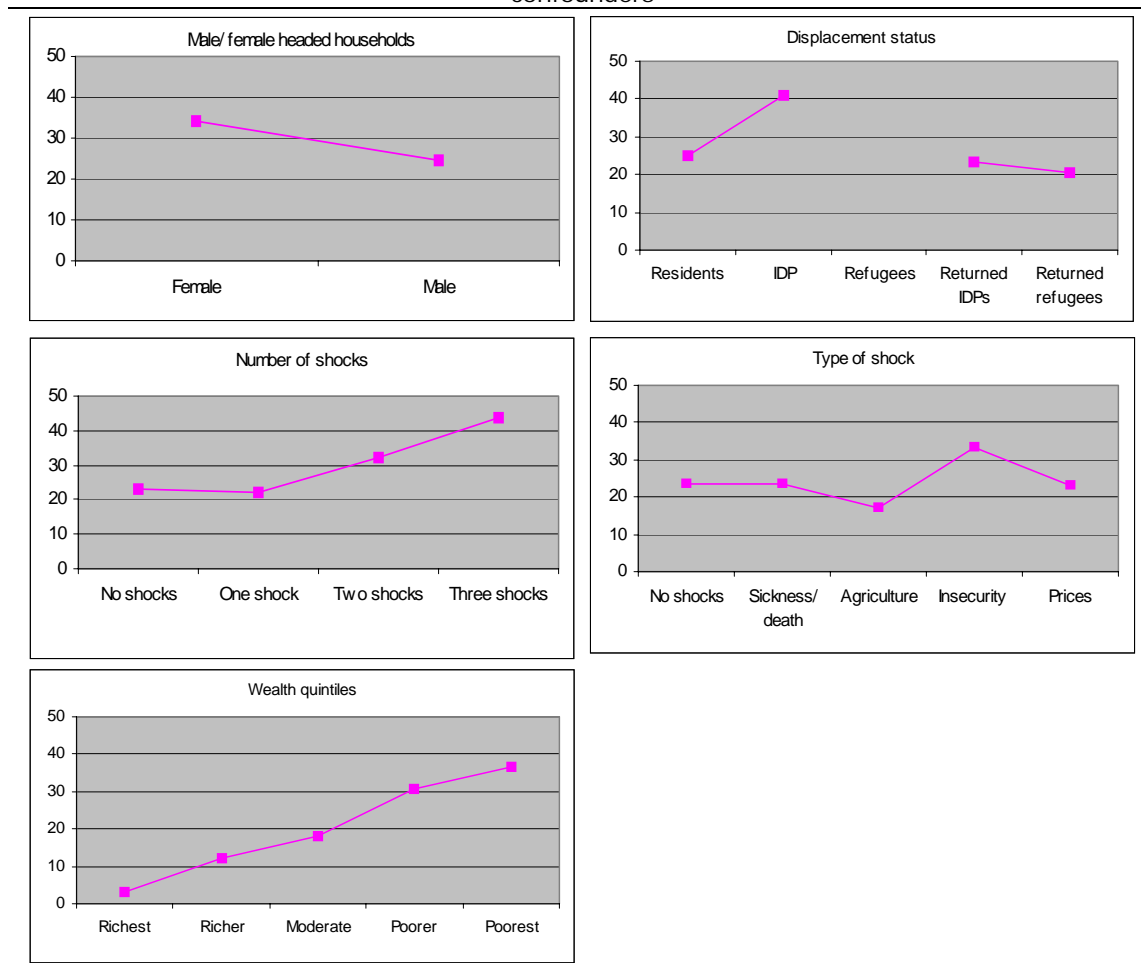 confounders
Male/ female headed households
50
40
30
20
10
0
Female Male
Displacement status
50
40
30
20
10
0
Residents IDP Refugees Returned Returned
IDPs refugees
Number of shocks
50
40
30
20
10
0
No shocks One shock Two shocks Three shocks
Type of shock
50
40
30
20
10
0
No shocks Sickness/ Agriculture Insecurity Prices
death
Wealth quintiles
50
40
30
20
10
0
Richest Richer Moderate Poorer Poorest